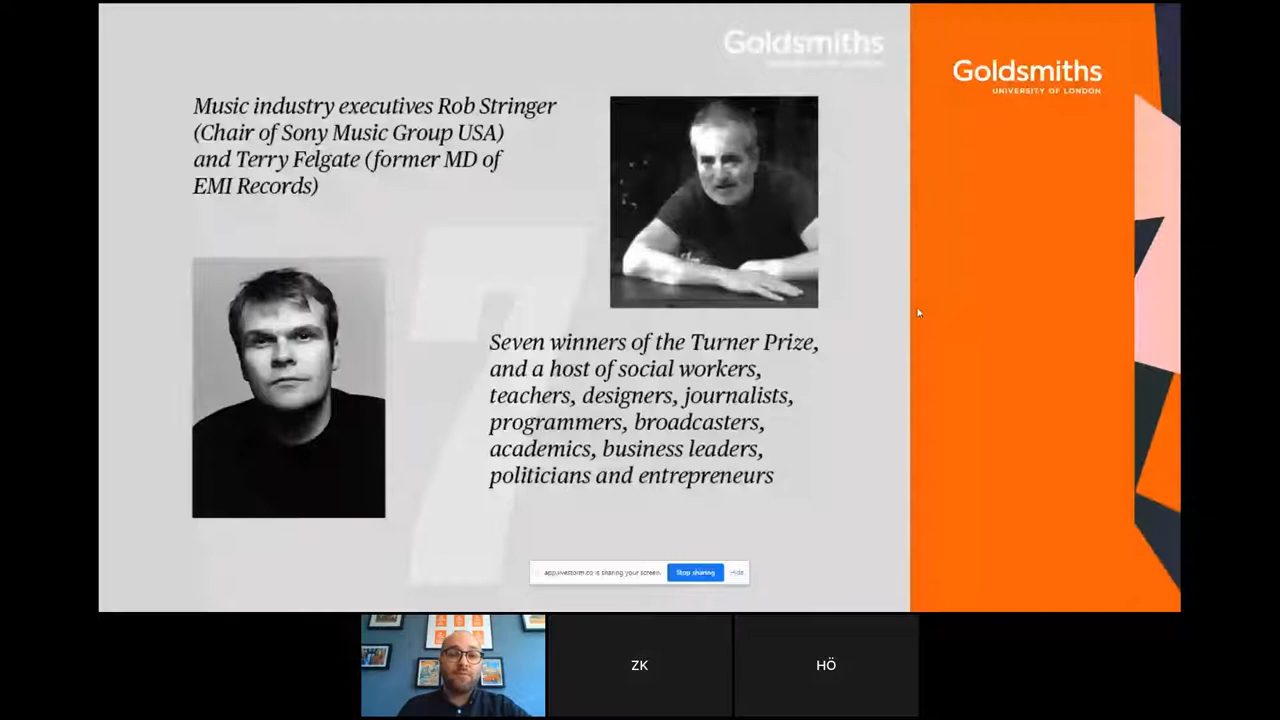 Goldsmiths
Goldsmiths
UNIVERSITY OF LONDON
Music industry executives Rob Stringer
(Chair of Sony Music Group USA)
and Terry Felgate (former MD of
EMI Records)
Seven winners of the Turner Prize,
and a host of social workers,
teachers, designers, journalists,
programmers, broadcasters,
academics, business leaders,
politicians and entrepreneurs
7
app.livestorm.co is sharing your screen.
Stop sharing
Hide
ZK
HÖ